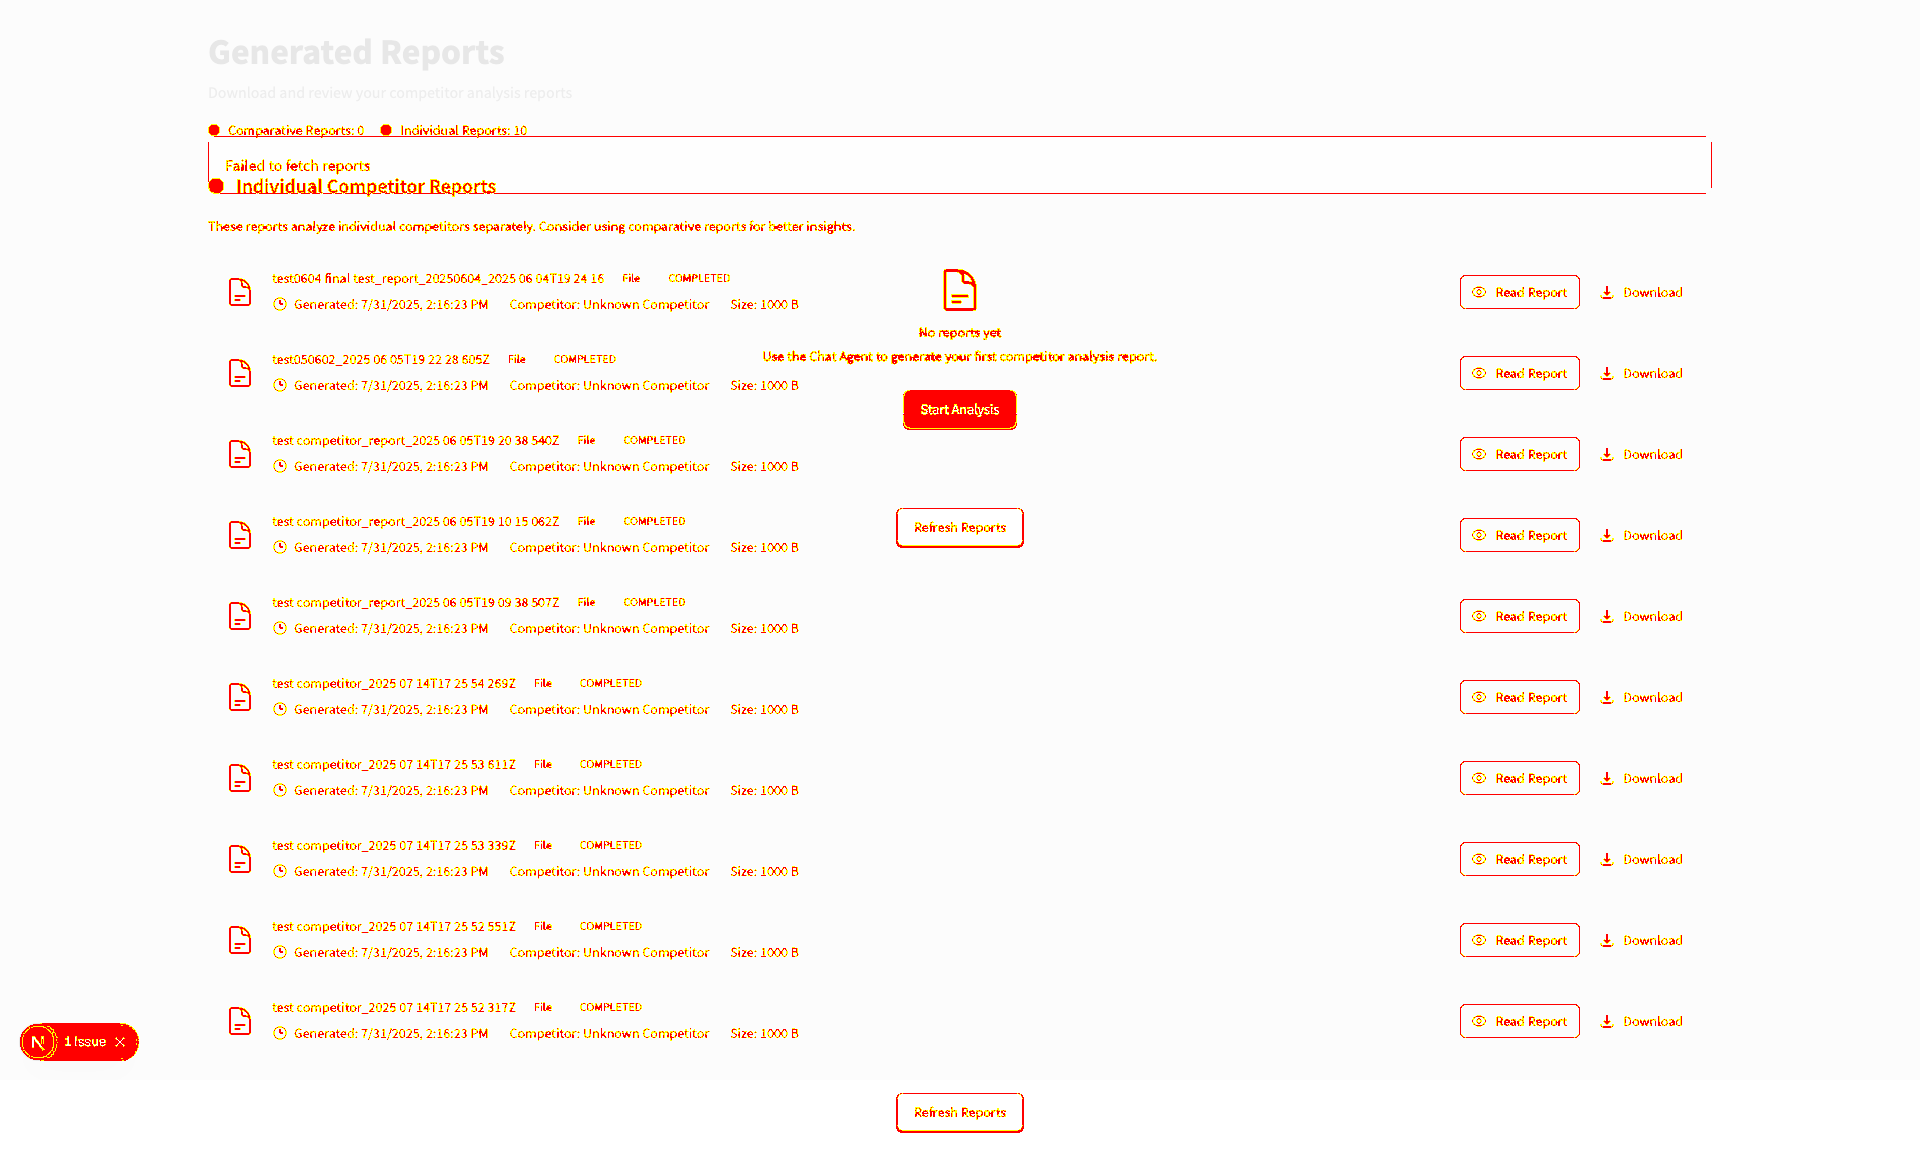 Generated Reports
Download and review your competitor analysis reports
Comparative Reports: 0 Individual Reports: 10
Failed to fetch reports
Individual Competitor Reports
These reports analyze individual competitors separately. Consider using comparative reports for better insights.
test0604 final test_report_20250604_2025 06 04T19 24 16 File COMPLETED
Generated: 7/31/2025, 2:16:23 PM Competitor: Unknown Competitor Size: 1000 B
Read Report Download
No reports yet
Use the Chat Agent to generate your first competitor analysis report.
Start Analysis
Refresh Reports
test050602_2025 06 05T19 22 28 605Z File COMPLETED
Generated: 7/31/2025, 2:16:23 PM Competitor: Unknown Competitor Size: 1000 B
Read Report Download
test competitor_report_2025 06 05T19 20 38 540Z File COMPLETED
Generated: 7/31/2025, 2:16:23 PM Competitor: Unknown Competitor Size: 1000 B
Read Report Download
test competitor_report_2025 06 05T19 10 15 062Z File COMPLETED
Generated: 7/31/2025, 2:16:23 PM Competitor: Unknown Competitor Size: 1000 B
Read Report Download
test competitor_report_2025 06 05T19 09 38 507Z File COMPLETED
Generated: 7/31/2025, 2:16:23 PM Competitor: Unknown Competitor Size: 1000 B
Read Report Download
test competitor_2025 07 14T17 25 54 269Z File COMPLETED
Generated: 7/31/2025, 2:16:23 PM Competitor: Unknown Competitor Size: 1000 B
Read Report Download
test competitor_2025 07 14T17 25 53 611Z File COMPLETED
Generated: 7/31/2025, 2:16:23 PM Competitor: Unknown Competitor Size: 1000 B
Read Report Download
test competitor_2025 07 14T17 25 53 339Z File COMPLETED
Generated: 7/31/2025, 2:16:23 PM Competitor: Unknown Competitor Size: 1000 B
Read Report Download
test competitor_2025 07 14T17 25 52 551Z File COMPLETED
Generated: 7/31/2025, 2:16:23 PM Competitor: Unknown Competitor Size: 1000 B
Read Report Download
test competitor_2025 07 14T17 25 52 317Z File COMPLETED
Generated: 7/31/2025, 2:16:23 PM Competitor: Unknown Competitor Size: 1000 B
Read Report Download
N 1 Issue
Refresh Reports